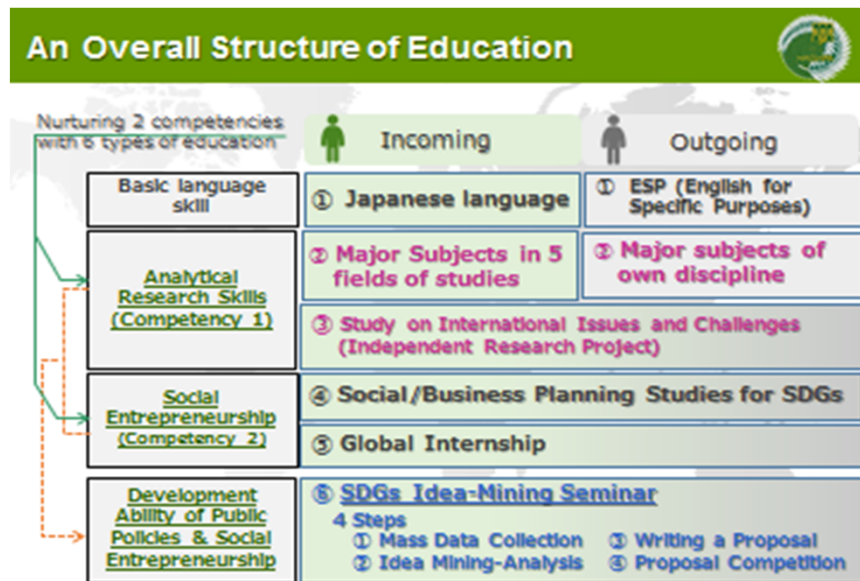 An Overall Structure of Education
Nurturing 2 competencies
with 6 types of education
Incoming
Outgoing
Basic language
skill
① Japanese language
① ESP (English for
Specific Purposes)
Analytical
Research Skills
(Competency 1)
② Major Subjects in 5
fields of studies
② Major subjects of
own discipline
③ Study on International Issues and Challenges
(Independent Research Project)
Social
Entrepreneurship
(Competency 2)
④ Social/Business Planning Studies for SDGs
⑤ Global Internship
Development
Ability of Public
Policies & Social
Entrepreneurship
⑥ SDGs Idea-Mining Seminar
4 Steps
① Mass Data Collection
② Idea Mining-Analysis
③ Writing a Proposal
④ Proposal Competition